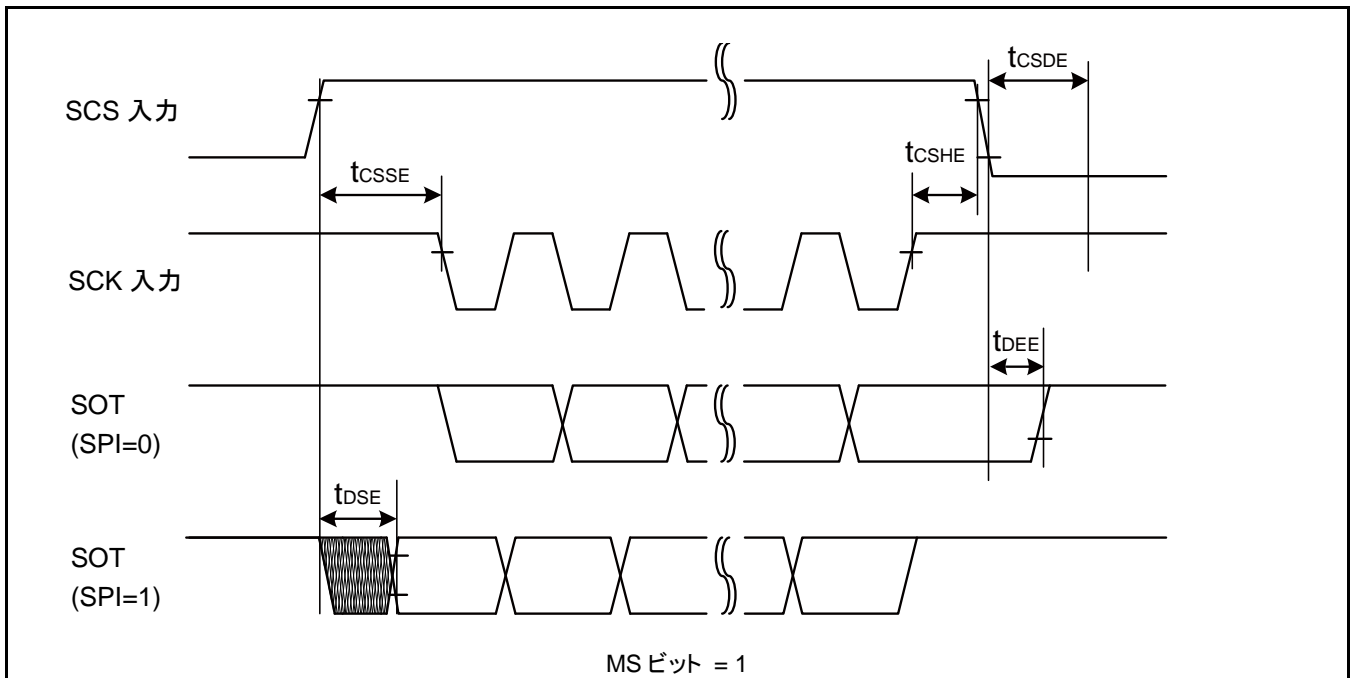 tCSDE
SCS 入力
tCSHE
tCSSE
SCK 入力
tDEE
SOT
(SPI=0)
tDSE
SOT
(SPI=1)
MS ビット = 1